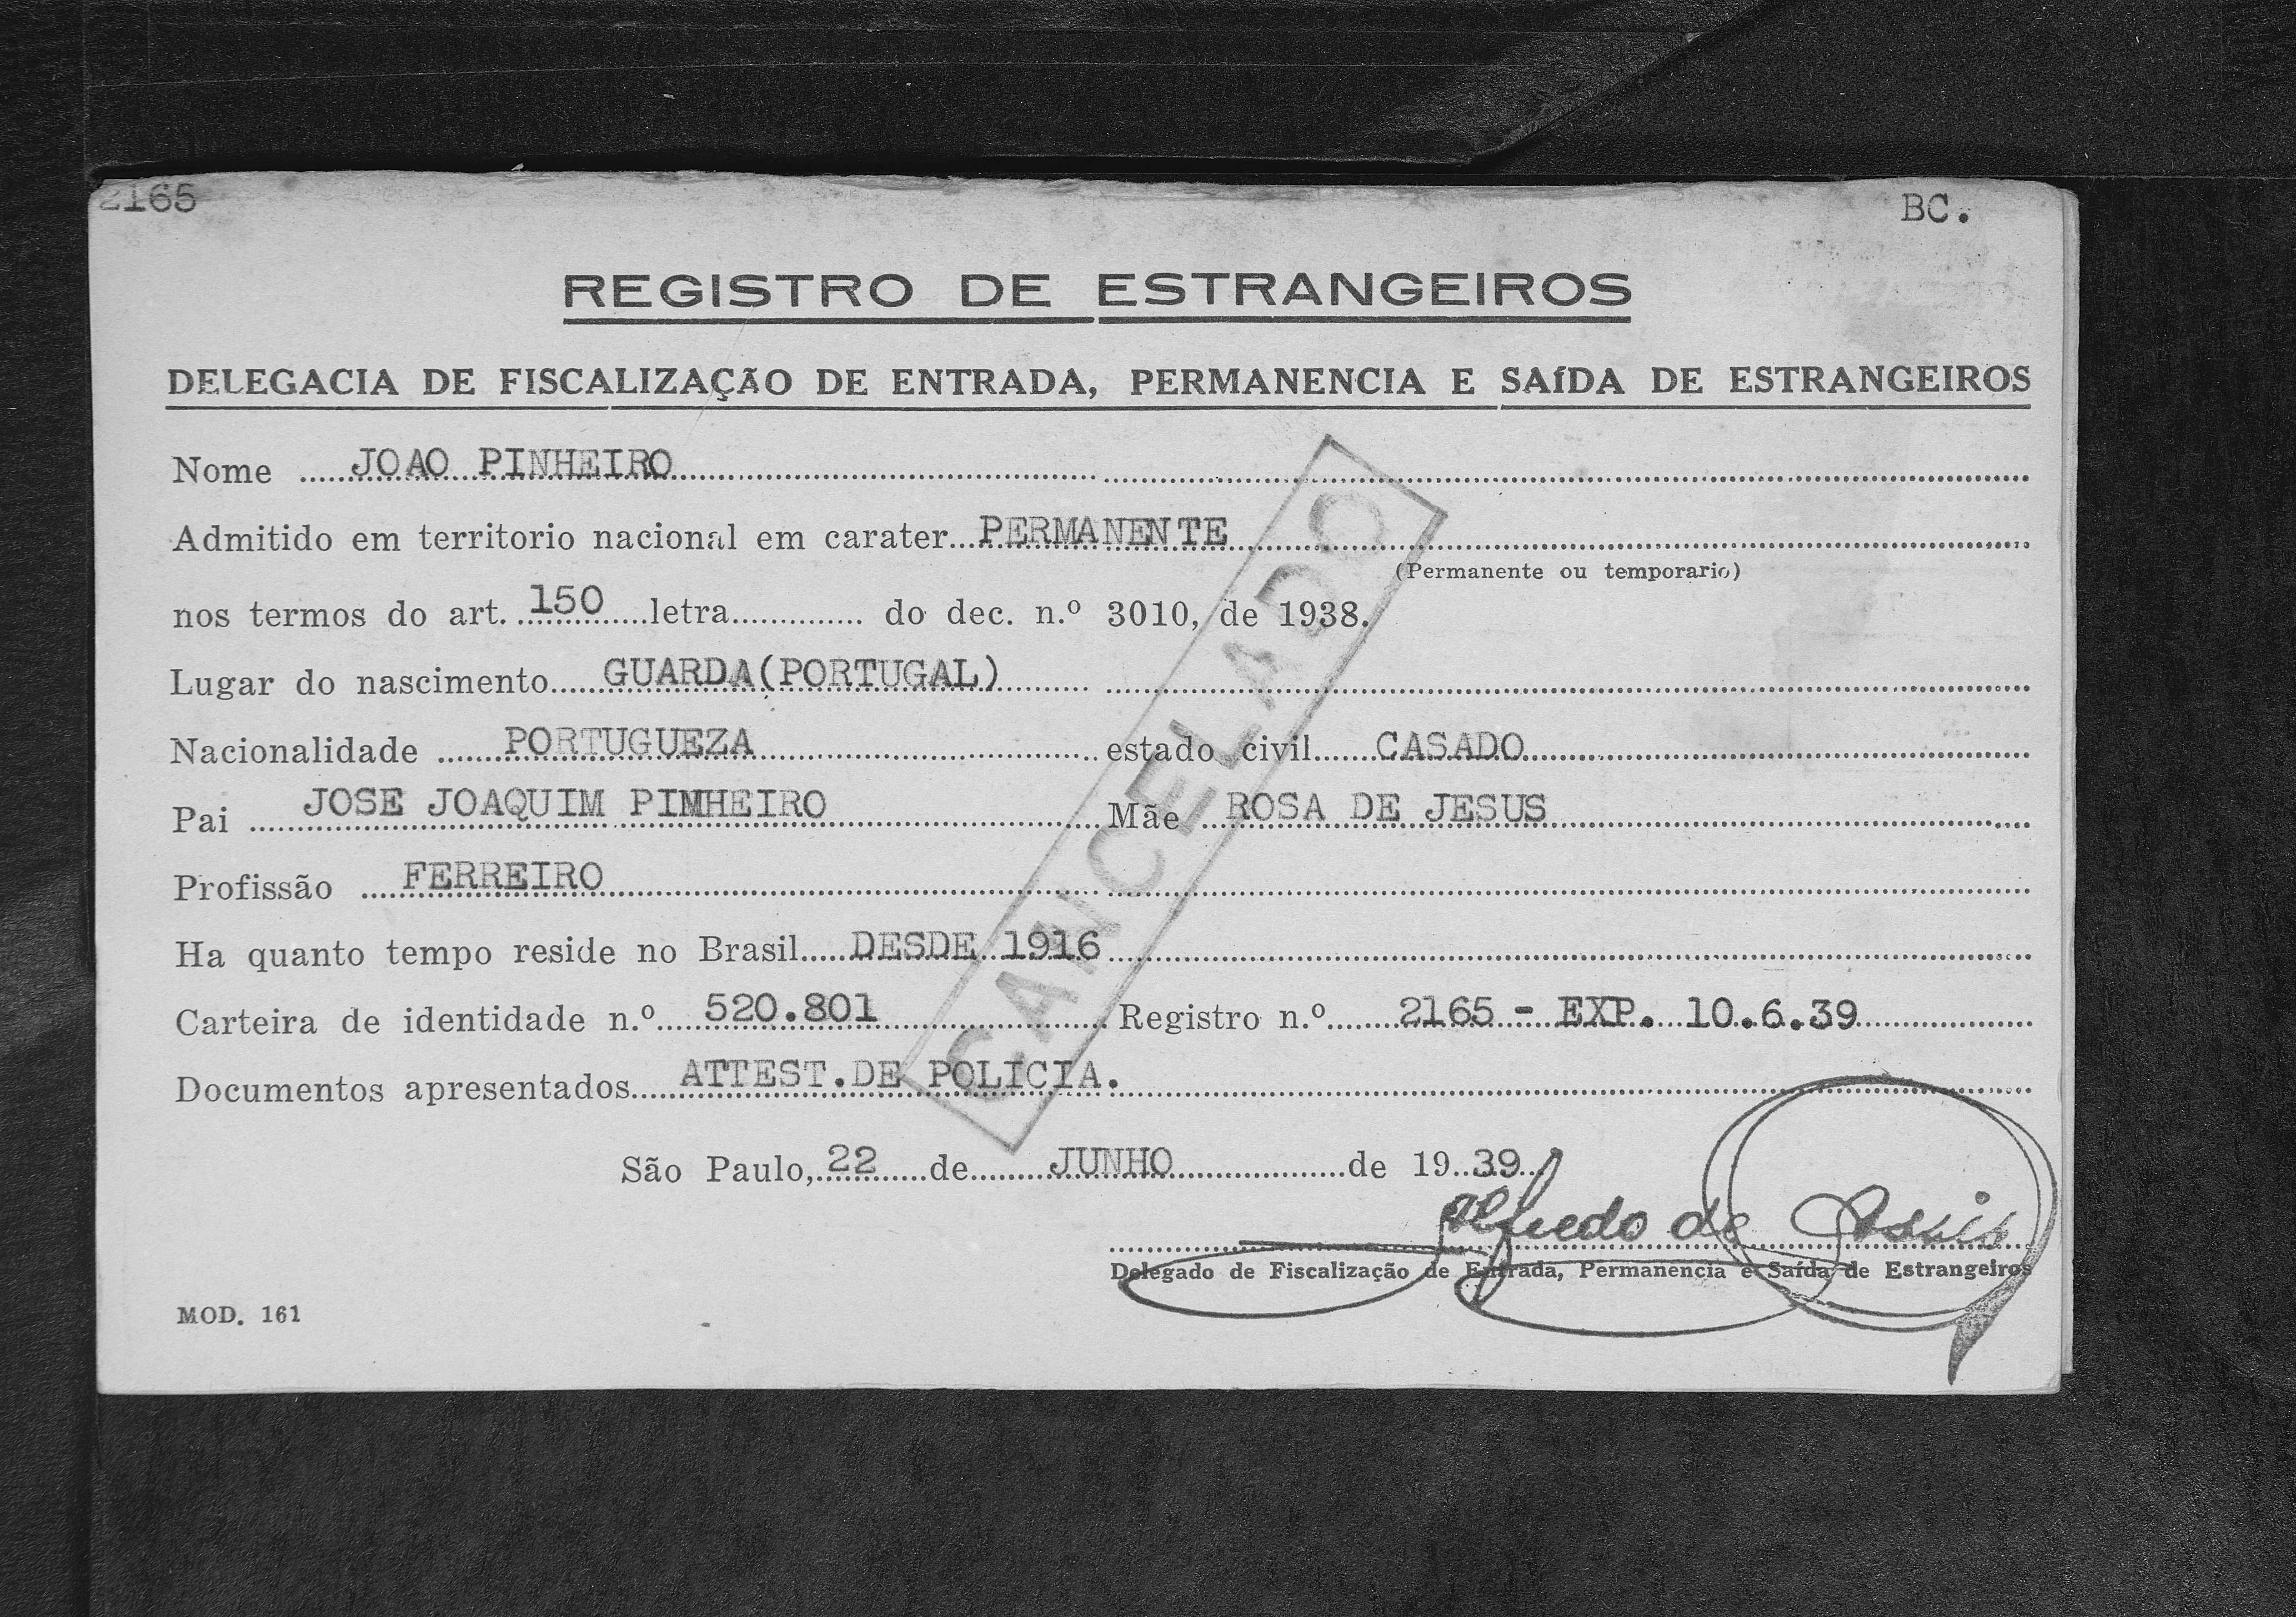 2165 BC.
REGISTRO DE ESTRANGEIROS
DELEGACIA DE FISCALIZAÇÃO DE ENTRADA, PERMANENCIA E SAÍDA DE ESTRANGEIROS
Nome JOAO PINHEIRO
Admitido em territorio nacional em carater PERMANENTE
(Permanente ou temporario)
nos termos do art. 150 letra do dec. n.º 3010, de 1938.
Lugar do nascimento GUARDA(PORTUGAL)
Nacionalidade PORTUGUEZA estado civil CASADO
Pai JOSE JOAQUIM PIMHEIRO Mãe ROSA DE JESUS
Profissão FERREIRO
Ha quanto tempo reside no Brasil DESDE 1916
Carteira de identidade n.º 520.801 Registro n.º 2165 - EXP. 10.6.39
Documentos apresentados ATTEST.DE POLICIA.
CANCELADO
São Paulo, 22 de JUNHO de 19 39
Alfredo de Assis
Delegado de Fiscalização de Entrada, Permanencia e Saída de Estrangeiros
MOD. 161